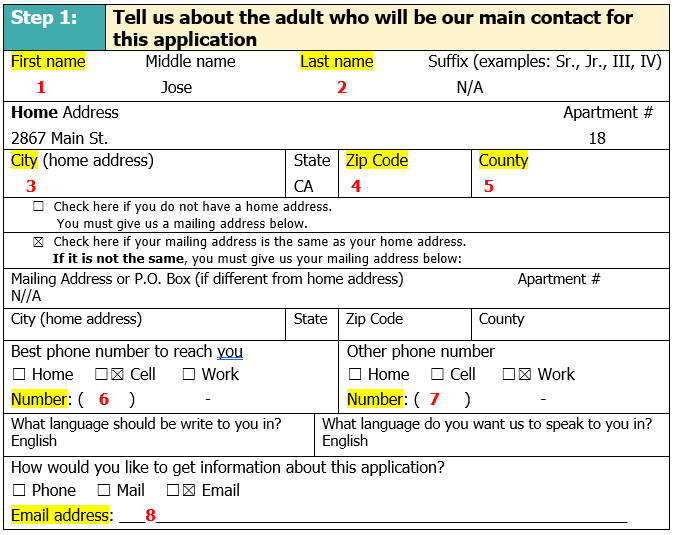 Step 1: Tell us about the adult who will be our main contact for
this application
First name Middle name Last name Suffix (examples: Sr., Jr., III, IV)
1 Jose 2 N/A
Home Address Apartment #
2867 Main St. 18
City (home address) State Zip Code County
3 CA 4 5
☐ Check here if you do not have a home address.
You must give us a mailing address below.
☒ Check here if your mailing address is the same as your home address.
If it is not the same, you must give us your mailing address below:
Mailing Address or P.O. Box (if different from home address) Apartment #
N//A
City (home address) State Zip Code County
Best phone number to reach you Other phone number
☐ Home ☐☒ Cell ☐ Work ☐ Home ☐ Cell ☐☒ Work
Number: ( 6 ) - Number: ( 7 ) -
What language should be write to you in? What language do you want us to speak to you in?
English English
How would you like to get information about this application?
☐ Phone ☐ Mail ☐☒ Email
Email address: ___8___